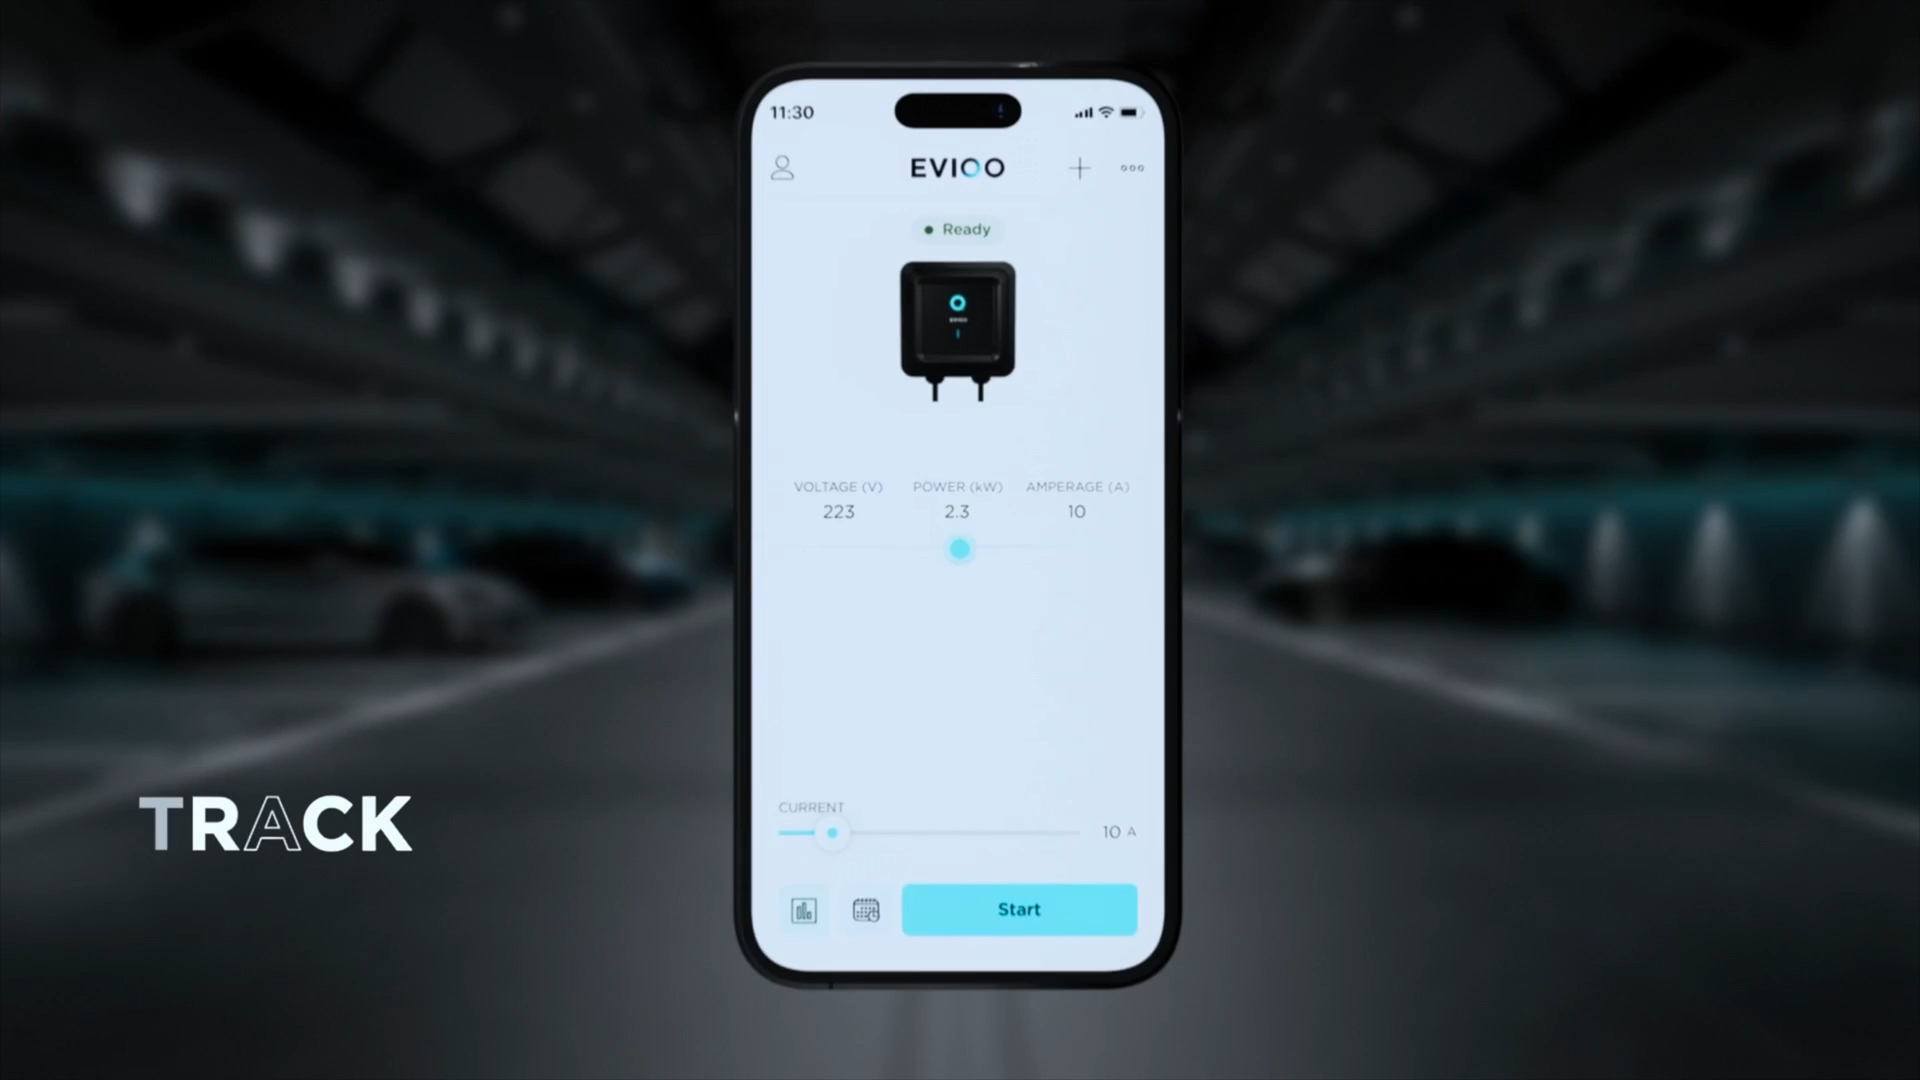 11:30
EVIOO
Ready
VOLTAGE (V) POWER (kW) AMPERAGE (A)
223 2.3 10
CURRENT
10 A
Start
TRACK